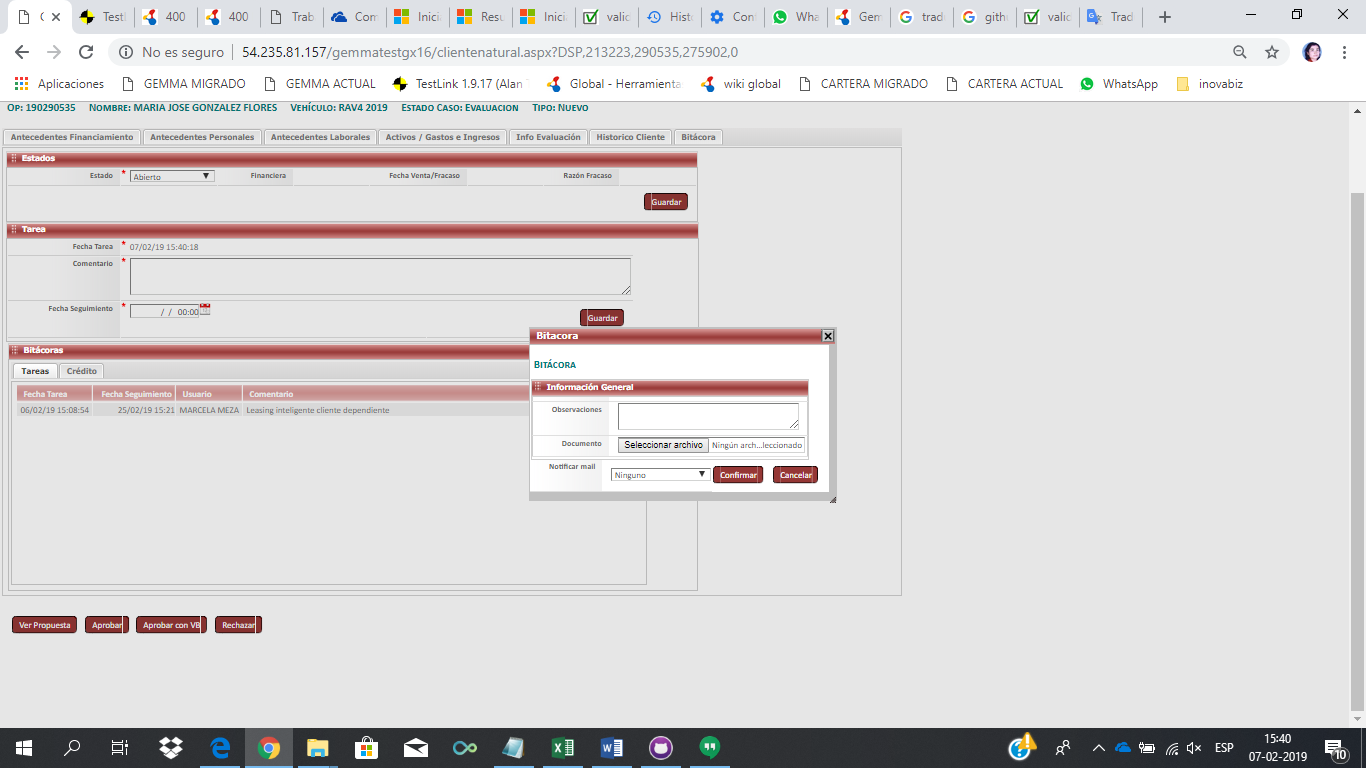 C
Testl
400
400
Trab
Com
Inici
Resu
Inici
valid
Histo
Con
Wha
Gem
trad
gith
valid
Trad
No es seguro | 54.235.81.157/gemmatestgx16/clientenatural.aspx?DSP,213223,290535,275902,0
Aplicaciones
GEMMA MIGRADO
GEMMA ACTUAL
TestLink 1.9.17 (Alan
Global - Herramienta
wiki global
CARTERA MIGRADO
CARTERA ACTUAL
WhatsApp
inovabiz
OP: 190290535 NOMBRE: MARIA JOSE GONZALEZ FLORES VEHÍCULO: RAV4 2019 ESTADO CASO: EVALUACION TIPO: NUEVO
Antecedentes Financiamiento
Antecedentes Personales
Antecedentes Laborales
Activos / Gastos e Ingresos
Info Evaluación
Historico Cliente
Bitácora
Estados
Estado * Abierto Financiera Fecha Venta/Fracaso Razón Fracaso
Guardar
Tarea
Fecha Tarea * 07/02/19 15:40:18
Comentario *
Fecha Seguimiento * / / 00:00
Guardar
Bitácoras
Tareas Crédito
Fecha Tarea Fecha Seguimiento Usuario Comentario
06/02/19 15:08:54 25/02/19 15:21 MARCELA MEZA Leasing inteligente cliente dependiente
Bitacora
BITÁCORA
Información General
Observaciones
Documento Seleccionar archivo Ningún arch...leccionado
Notificar mail Ninguno Confirmar Cancelar
Ver Propuesta Aprobar Aprobar con VB Rechazar
ESP
15:40
07-02-2019
10